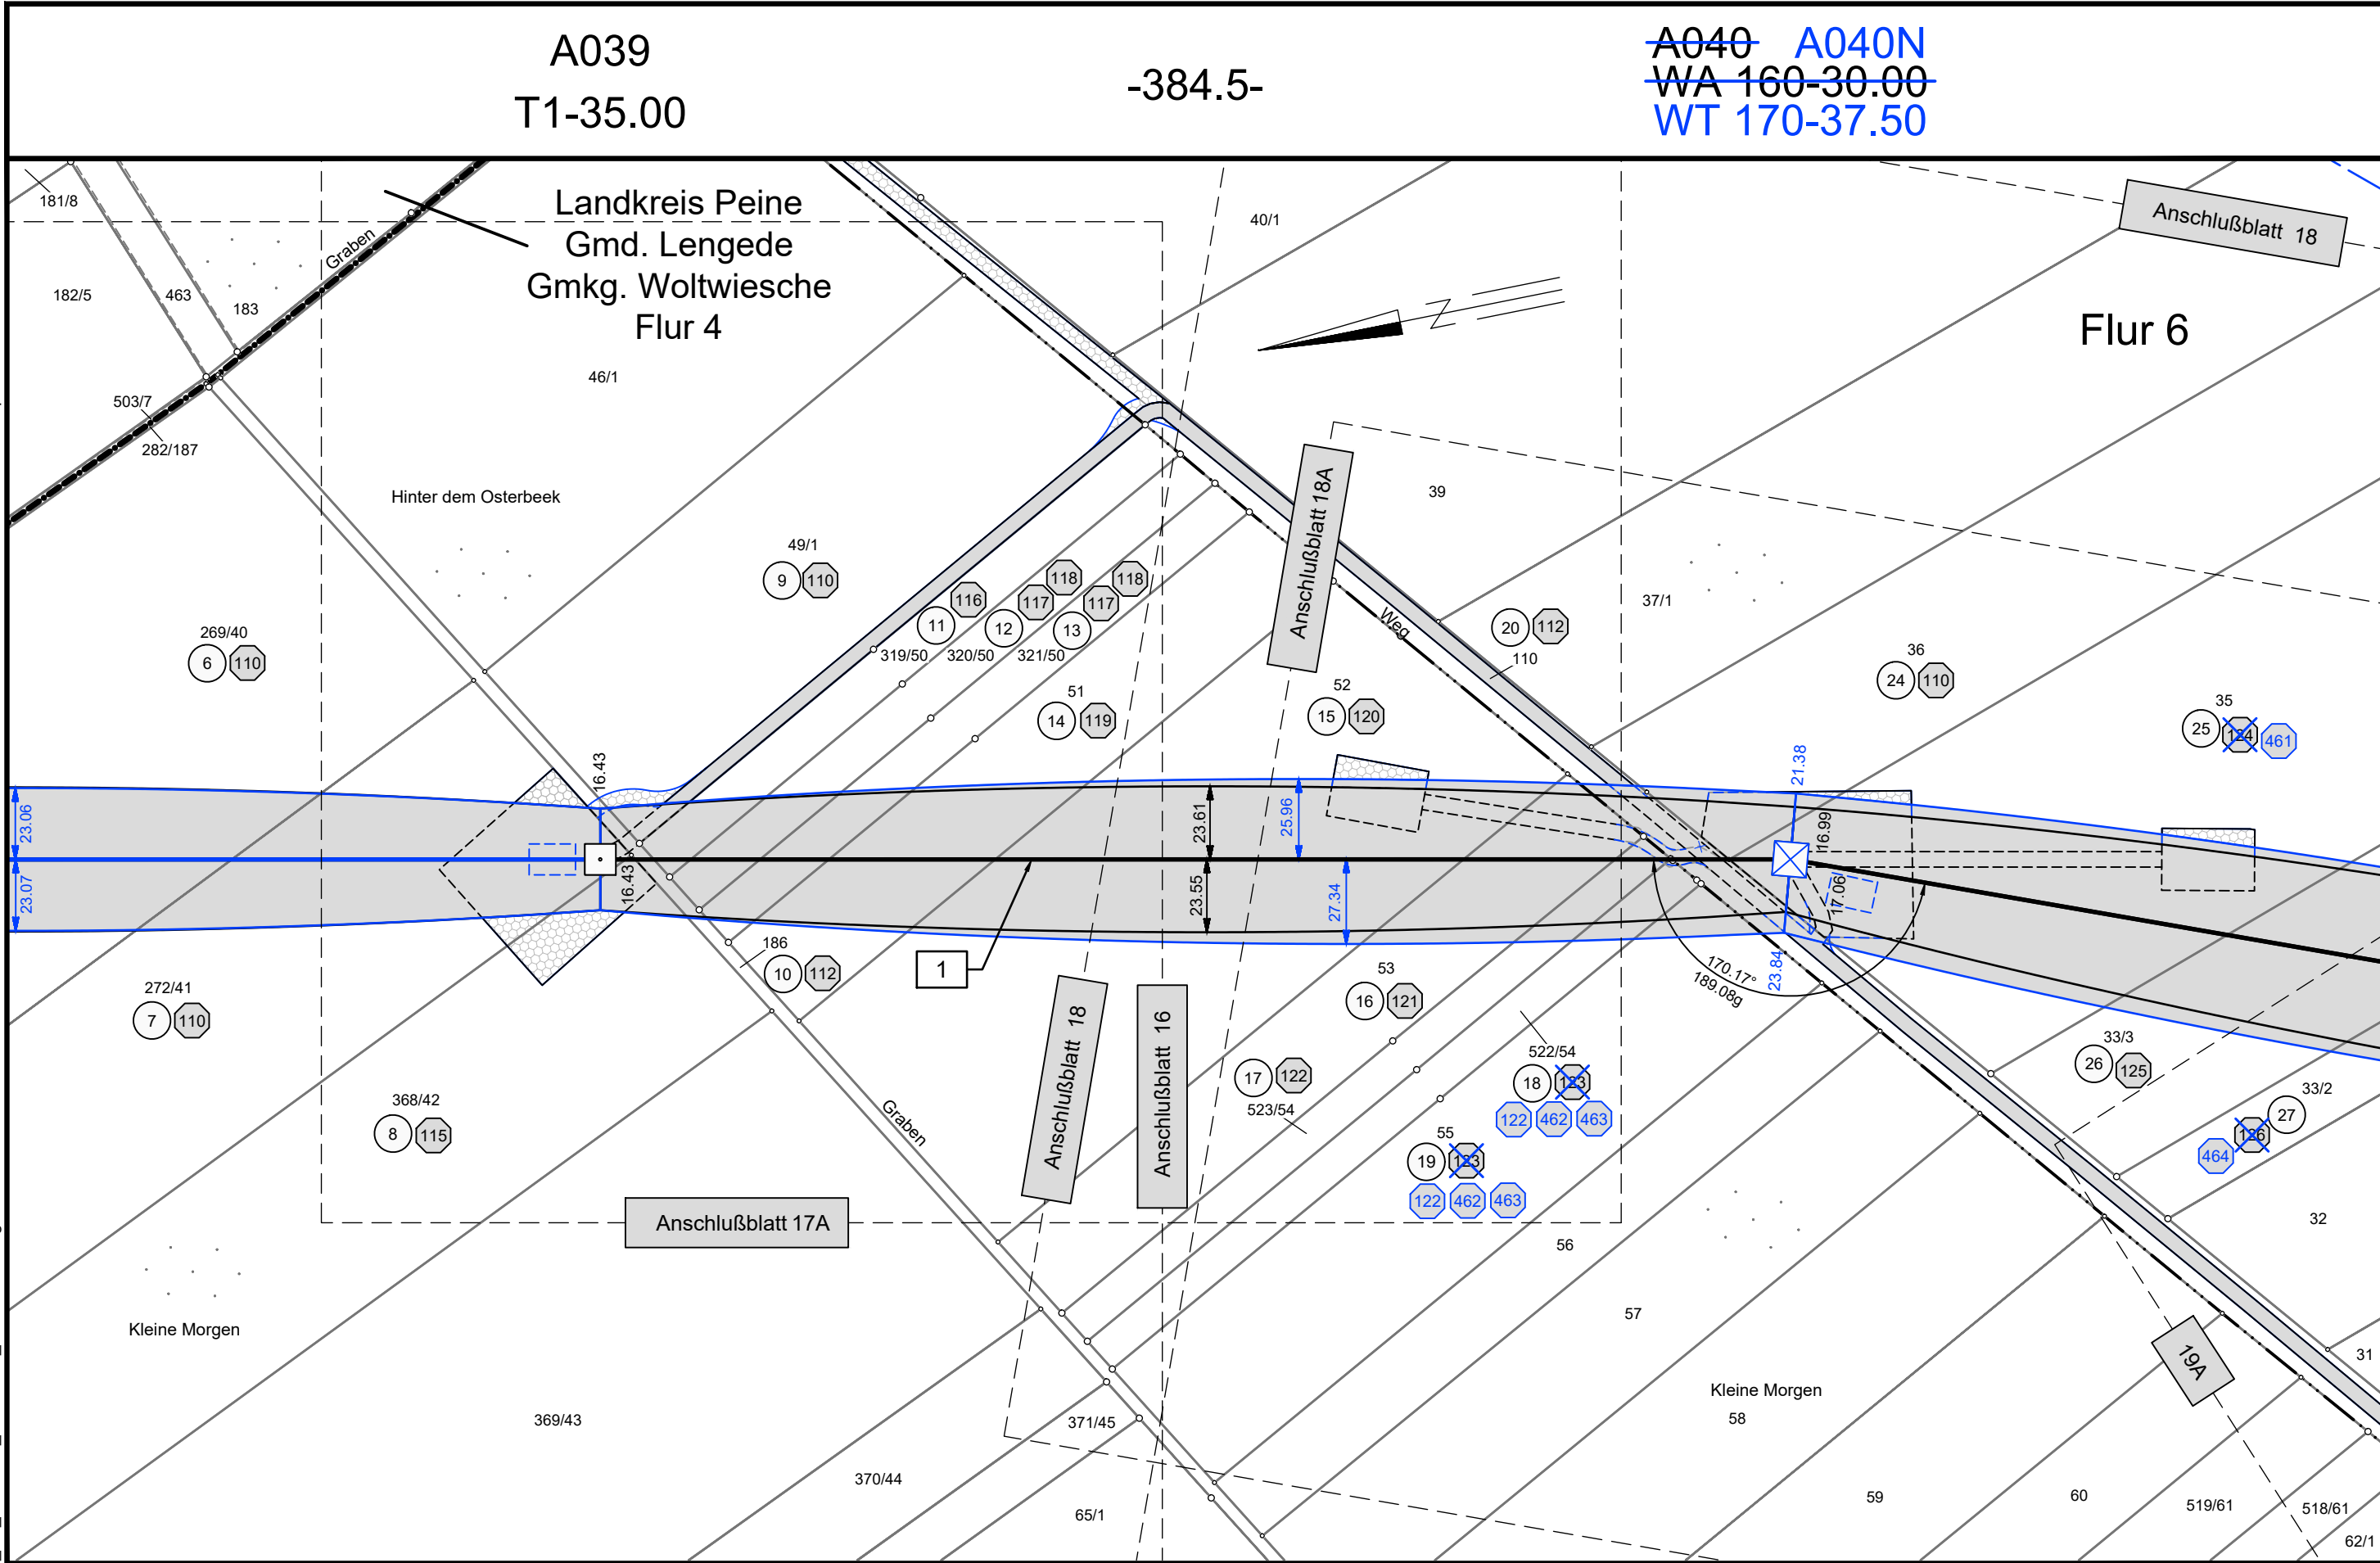 A039
T1-35.00
-384.5-
A040 A040N
WA 160-30.00
WT 170-37.50
181/8
182/5
463
183
Graben
503/7
282/187
Landkreis Peine
Gmd. Lengede
Gmkg. Woltwiesche
Flur 4
46/1
Hinter dem Osterbeek
40/1
N
Anschlußblatt 18
Flur 6
39
Anschlußblatt 18A
Weg
37/1
49/1
9 110
11 116
12 117 118
13 117 118
319/50 320/50 321/50
269/40
6 110
51
14 119
52
15 120
20 112
110
36
24 110
35
25 124 461
16.43
16.43
23.06
23.07
23.61
23.55
25.96
27.34
21.38
16.99
17.06
23.84
170.17°
189.08g
1
186
10 112
272/41
7 110
368/42
8 115
Graben
Anschlußblatt 18
Anschlußblatt 16
Anschlußblatt 17A
53
16 121
17 122
523/54
522/54
18 123
122 462 463
55
19 123
122 462 463
33/3
26 125
33/2
27
126
464
32
56
57
Kleine Morgen
58
Kleine Morgen
369/43
370/44
371/45
65/1
59
60
519/61
518/61
62/1
31
19A